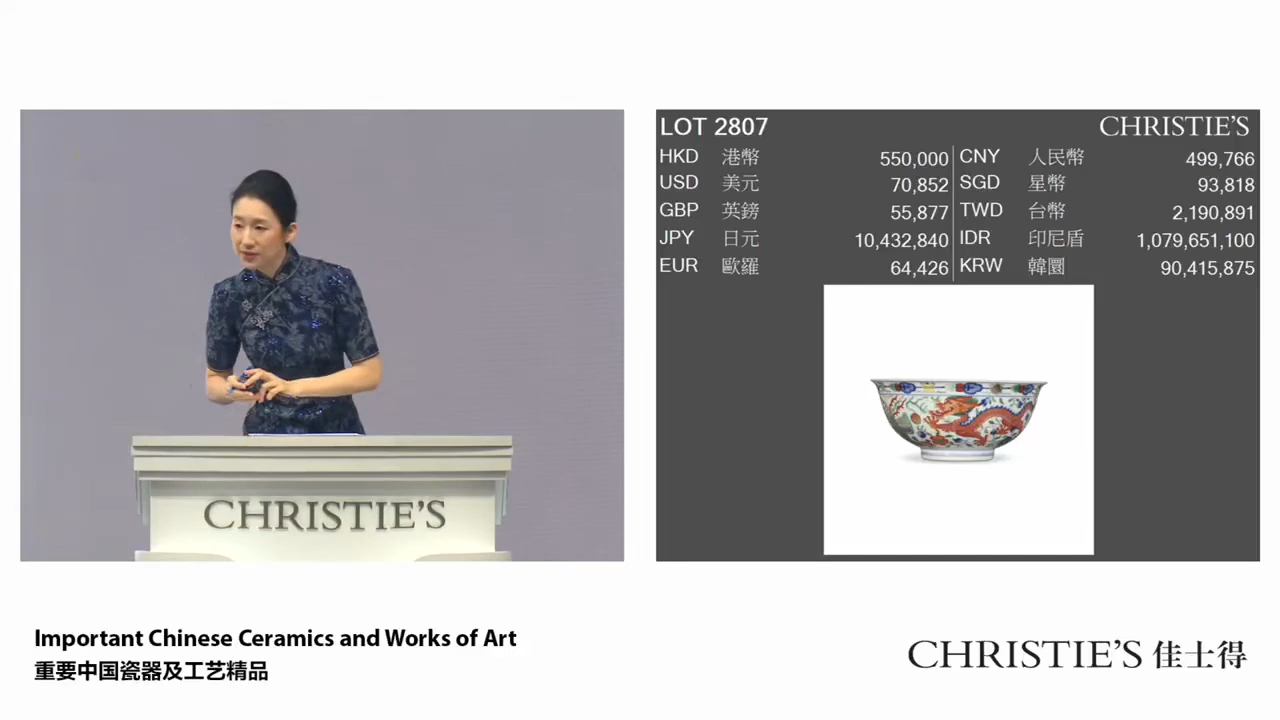 LOT 2807
CHRISTIE'S
HKD 港幣 550,000 CNY 人民幣 499,766
USD 美元 70,852 SGD 星幣 93,818
GBP 英鎊 55,877 TWD 台幣 2,190,891
JPY 日元 10,432,840 IDR 印尼盾 1,079,651,100
EUR 歐羅 64,426 KRW 韓圜 90,415,875
CHRISTIE'S
Important Chinese Ceramics and Works of Art
重要中国瓷器及工艺精品
CHRISTIE'S 佳士得